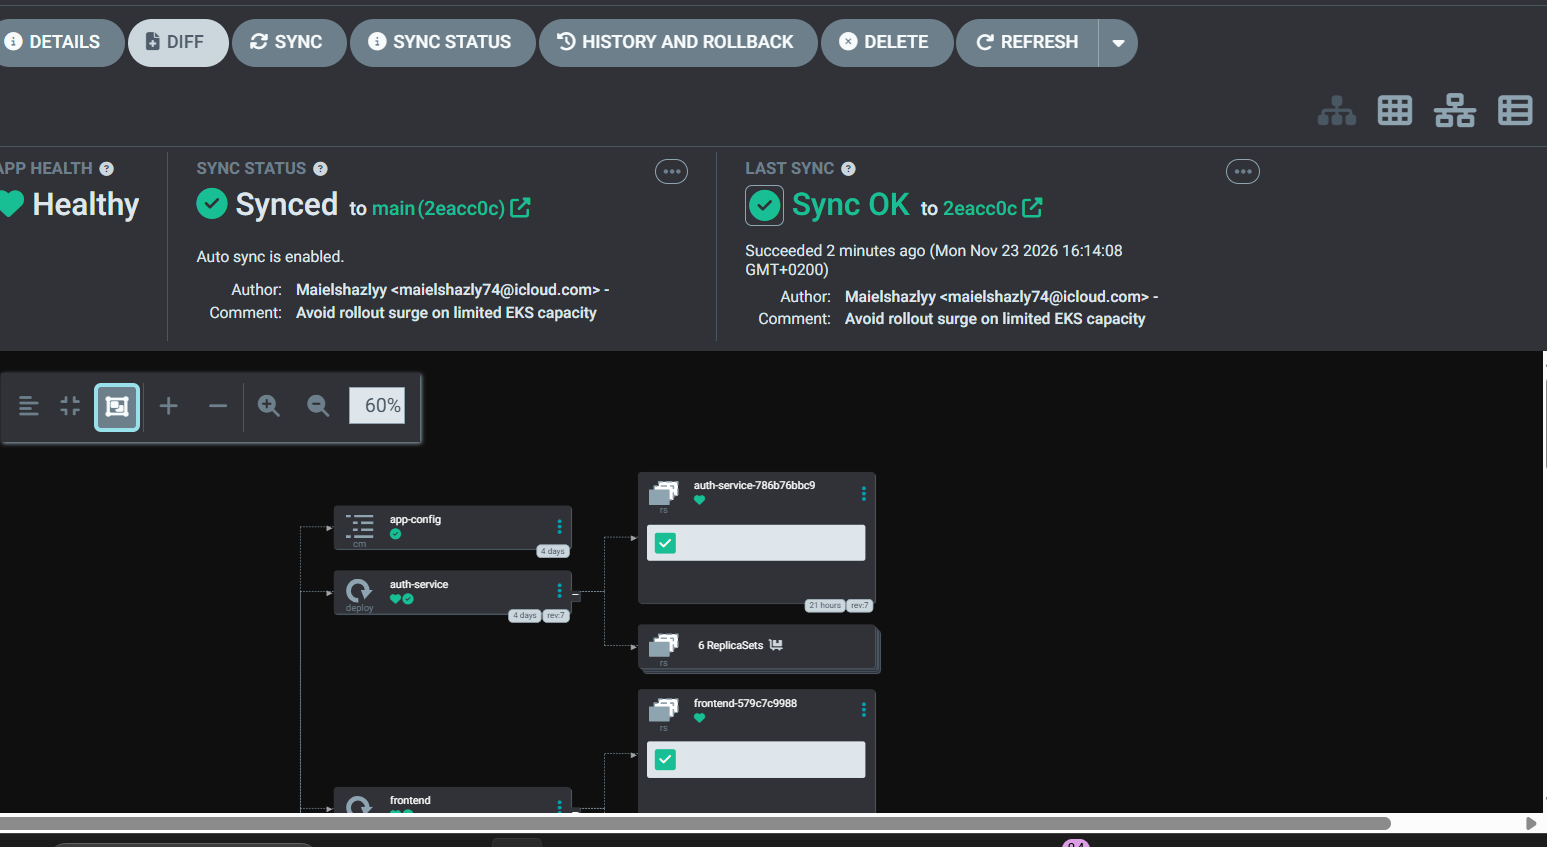 DETAILS
DIFF
SYNC
SYNC STATUS
HISTORY AND ROLLBACK
DELETE
REFRESH
APP HEALTH
Healthy
SYNC STATUS
Synced to main (2eacc0c)
Auto sync is enabled.
Author: Maielshazlyy <maielshazly74@icloud.com> -
Comment: Avoid rollout surge on limited EKS capacity
LAST SYNC
Sync OK to 2eacc0c
Succeeded 2 minutes ago (Mon Nov 23 2026 16:14:08
GMT+0200)
Author: Maielshazlyy <maielshazly74@icloud.com> -
Comment: Avoid rollout surge on limited EKS capacity
60%
app-config
cm
4 days
auth-service
deploy
4 days
rev:7
auth-service-786b76bbc9
rs
21 hours
rev:7
6 ReplicaSets
rs
frontend-579c7c9988
rs
frontend